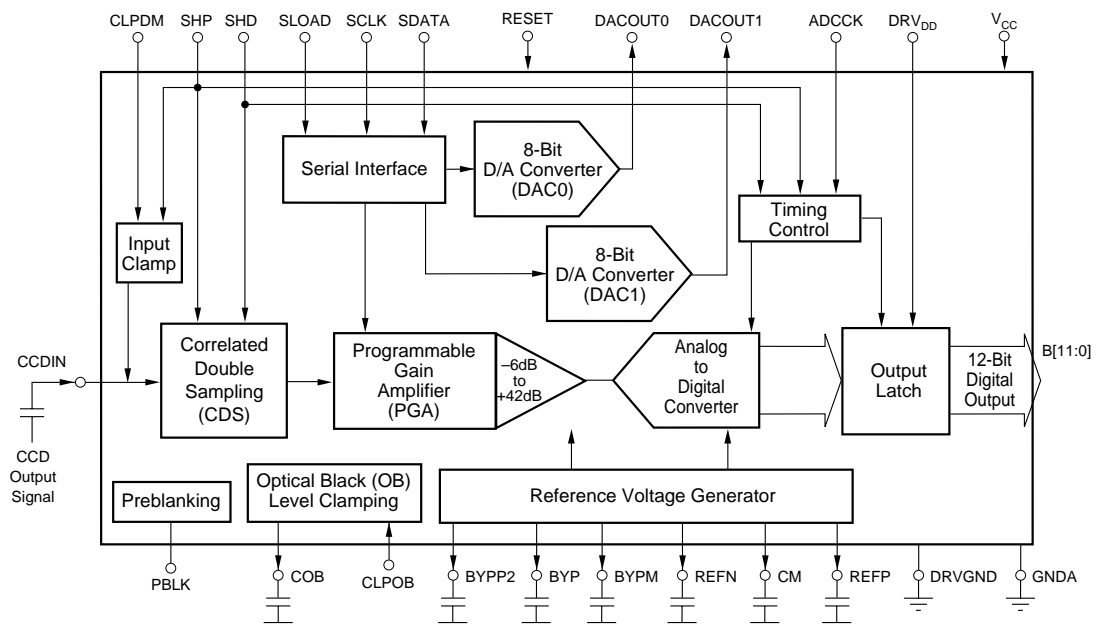 CLPDM SHP SHD SLOAD SCLK SDATA RESET DACOUT0 DACOUT1 ADCCK DRVDD VCC
Serial Interface
8-Bit
D/A Converter
(DAC0)
Timing
Control
Input
Clamp
8-Bit
D/A Converter
(DAC1)
CCDIN
Correlated
Double
Sampling
(CDS)
Programmable
Gain
Amplifier
(PGA)
–6dB
to
+42dB
Analog
to
Digital
Converter
Output
Latch
12-Bit
Digital
Output
B[11:0]
CCD
Output
Signal
Preblanking
Optical Black (OB)
Level Clamping
Reference Voltage Generator
PBLK COB CLPOB BYPP2 BYP BYPM REFN CM REFP DRVGND GNDA